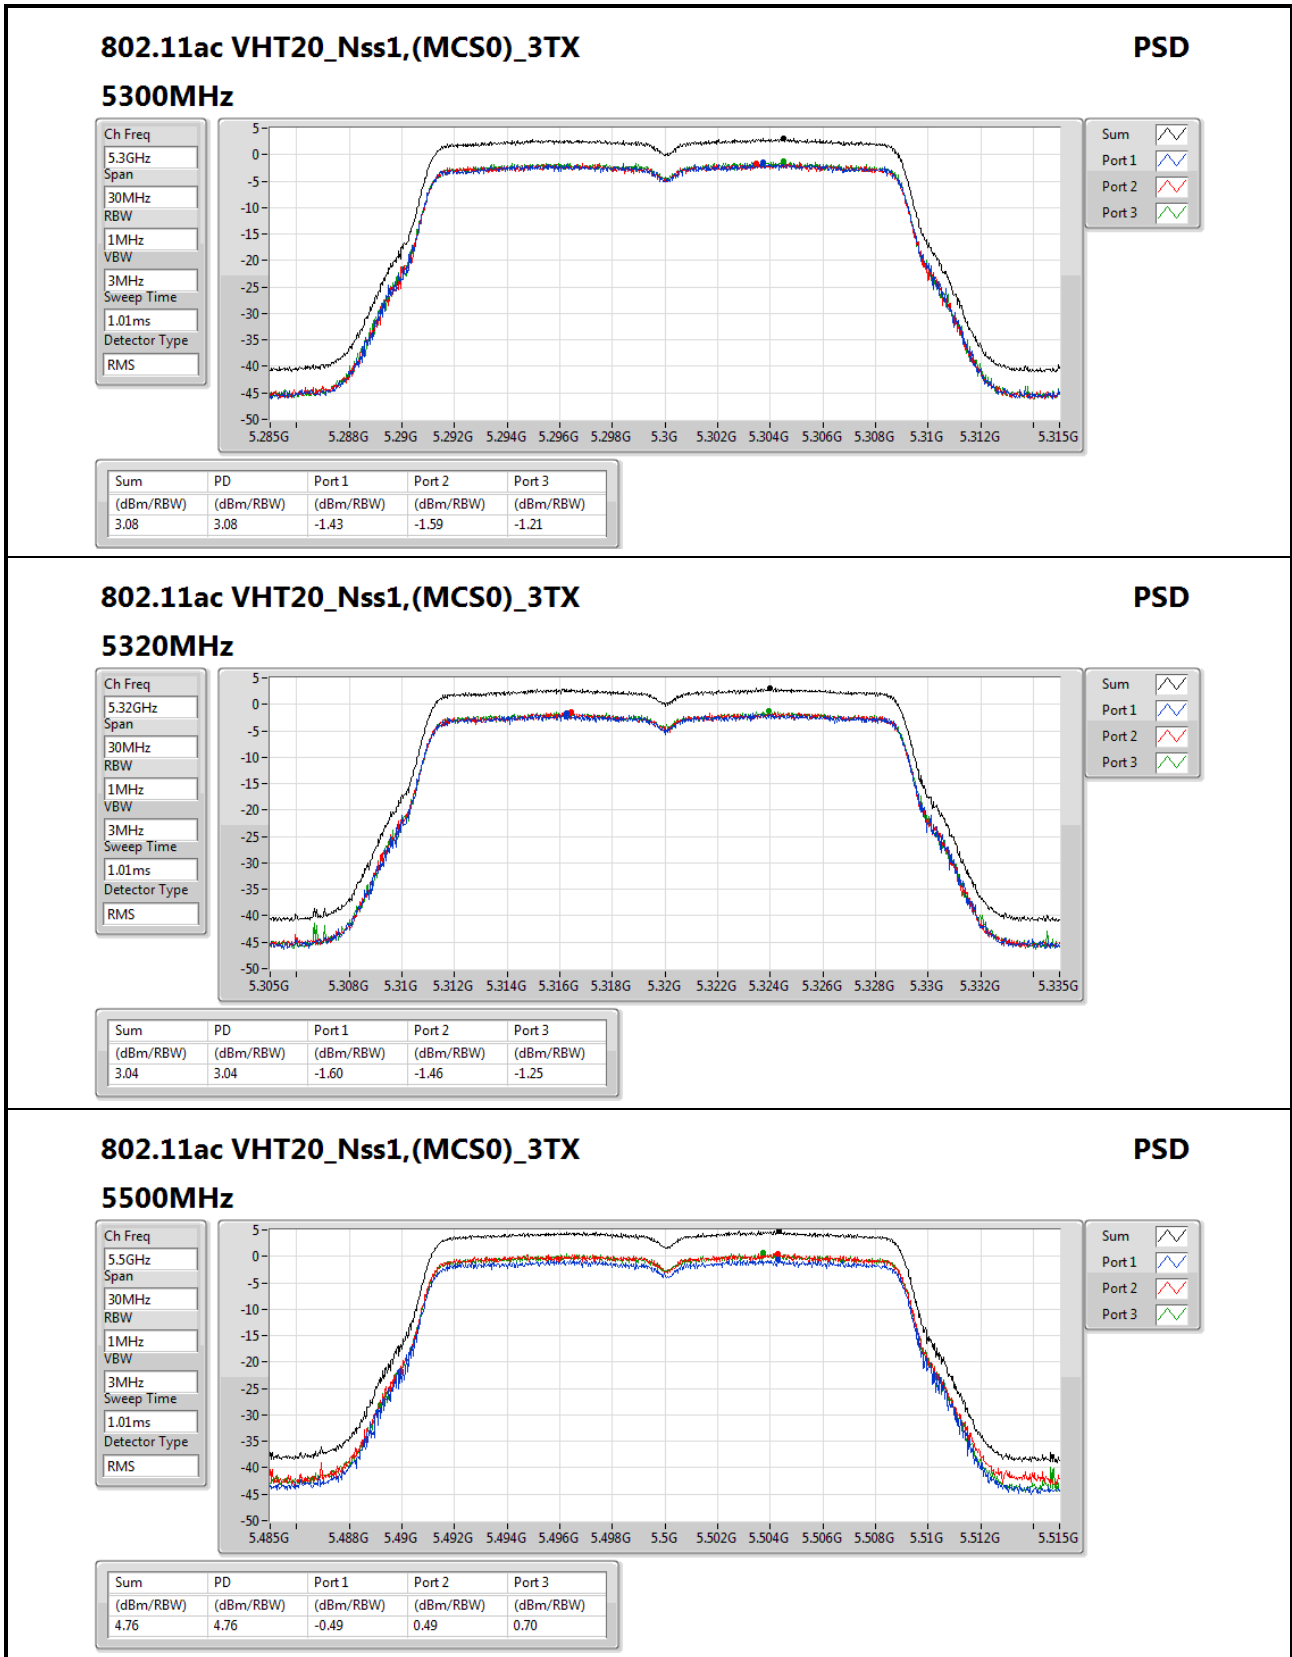 802.11ac VHT20_Nss1,(MCS0)_3TX PSD
5300MHz
Ch Freq
5.3GHz
Span
30MHz
RBW
1MHz
VBW
3MHz
Sweep Time
1.01ms
Detector Type
RMS
5
0
-5
-10
-15
-20
-25
-30
-35
-40
-45
-50
5.285G 5.288G 5.29G 5.292G 5.294G 5.296G 5.298G 5.3G 5.302G 5.304G 5.306G 5.308G 5.31G 5.312G 5.315G
Sum
Port 1
Port 2
Port 3
Sum PD Port 1 Port 2 Port 3
(dBm/RBW) (dBm/RBW) (dBm/RBW) (dBm/RBW) (dBm/RBW)
3.08 3.08 -1.43 -1.59 -1.21
802.11ac VHT20_Nss1,(MCS0)_3TX PSD
5320MHz
Ch Freq
5.32GHz
Span
30MHz
RBW
1MHz
VBW
3MHz
Sweep Time
1.01ms
Detector Type
RMS
5
0
-5
-10
-15
-20
-25
-30
-35
-40
-45
-50
5.305G 5.308G 5.31G 5.312G 5.314G 5.316G 5.318G 5.32G 5.322G 5.324G 5.326G 5.328G 5.33G 5.332G 5.335G
Sum
Port 1
Port 2
Port 3
Sum PD Port 1 Port 2 Port 3
(dBm/RBW) (dBm/RBW) (dBm/RBW) (dBm/RBW) (dBm/RBW)
3.04 3.04 -1.60 -1.46 -1.25
802.11ac VHT20_Nss1,(MCS0)_3TX PSD
5500MHz
Ch Freq
5.5GHz
Span
30MHz
RBW
1MHz
VBW
3MHz
Sweep Time
1.01ms
Detector Type
RMS
5
0
-5
-10
-15
-20
-25
-30
-35
-40
-45
-50
5.485G 5.488G 5.49G 5.492G 5.494G 5.496G 5.498G 5.5G 5.502G 5.504G 5.506G 5.508G 5.51G 5.512G 5.515G
Sum
Port 1
Port 2
Port 3
Sum PD Port 1 Port 2 Port 3
(dBm/RBW) (dBm/RBW) (dBm/RBW) (dBm/RBW) (dBm/RBW)
4.76 4.76 -0.49 0.49 0.70